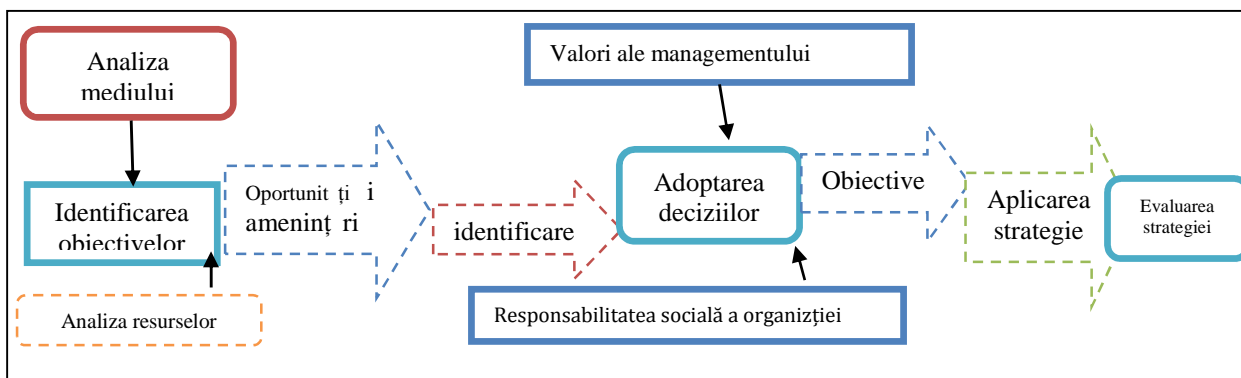 Analiza
mediului
Valori ale managementului
Identificarea
obiectivelor
Oportunit ți i
ameninț ri
identificare
Adoptarea
deciziilor
Obiective
Aplicarea
strategie
Evaluarea
strategiei
Analiza resurselor
Responsabilitatea socială a organizției